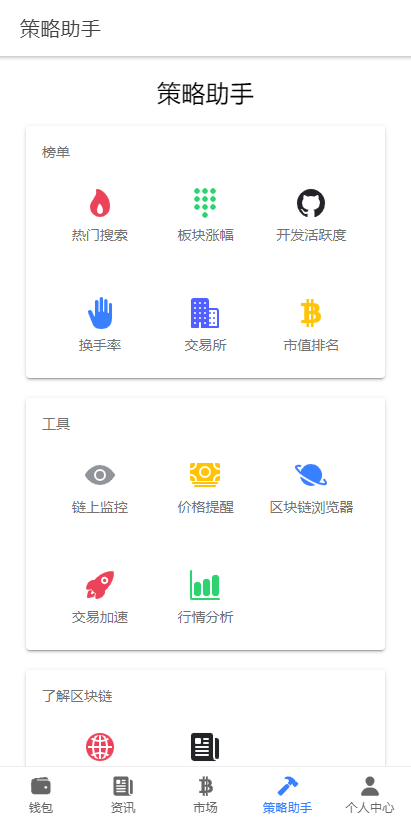 策略助手
策略助手
榜单
热门搜索 板块涨幅 开发活跃度
换手率 交易所 市值排名
工具
链上监控 价格提醒 区块链浏览器
交易加速 行情分析
了解区块链
钱包 资讯 市场 策略助手 个人中心